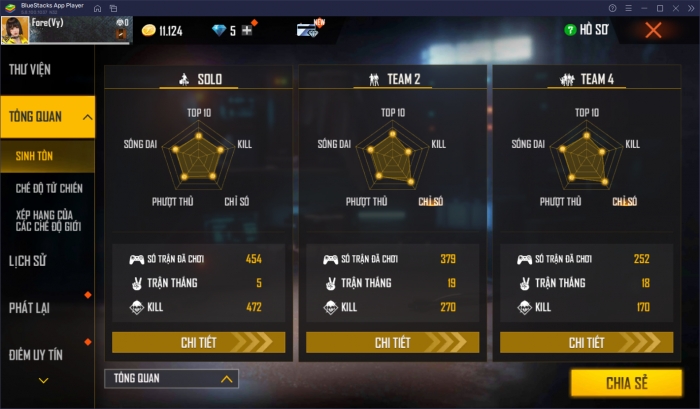 BlueStacks App Player
Fore(Vy)
0
11.124
5
NEW
? HỒ SƠ
THƯ VIỆN
TỔNG QUAN
SINH TỒN
CHẾ ĐỘ TỬ CHIẾN
XẾP HẠNG CỦA
CÁC CHẾ ĐỘ GIỚI
LỊCH SỬ
PHÁT LẠI
ĐIỂM UY TÍN
SOLO
TOP 10
SỐNG DAI
KILL
PHƯỢT THỦ
CHỈ SỐ
SỐ TRẬN ĐÃ CHƠI 454
TRẬN THẮNG 5
KILL 472
CHI TIẾT
TEAM 2
TOP 10
SỐNG DAI
KILL
PHƯỢT THỦ
CHỈ SỐ
SỐ TRẬN ĐÃ CHƠI 379
TRẬN THẮNG 19
KILL 270
CHI TIẾT
TEAM 4
TOP 10
SỐNG DAI
KILL
PHƯỢT THỦ
CHỈ SỐ
SỐ TRẬN ĐÃ CHƠI 252
TRẬN THẮNG 18
KILL 170
CHI TIẾT
TỔNG QUAN
CHIA SẺ